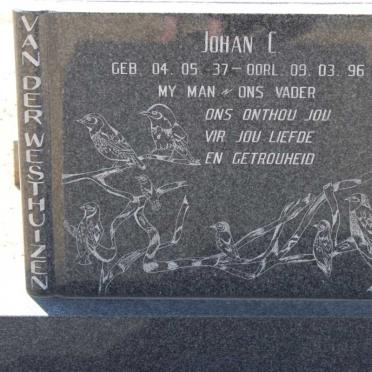 VAN DER WESTHUIZEN
JOHAN C
GEB. 04. 05. 37 - OORL. 09. 03. 96
MY MAN ~ ONS VADER
ONS ONTHOU JOU
VIR JOU LIEFDE
EN GETROUHEID